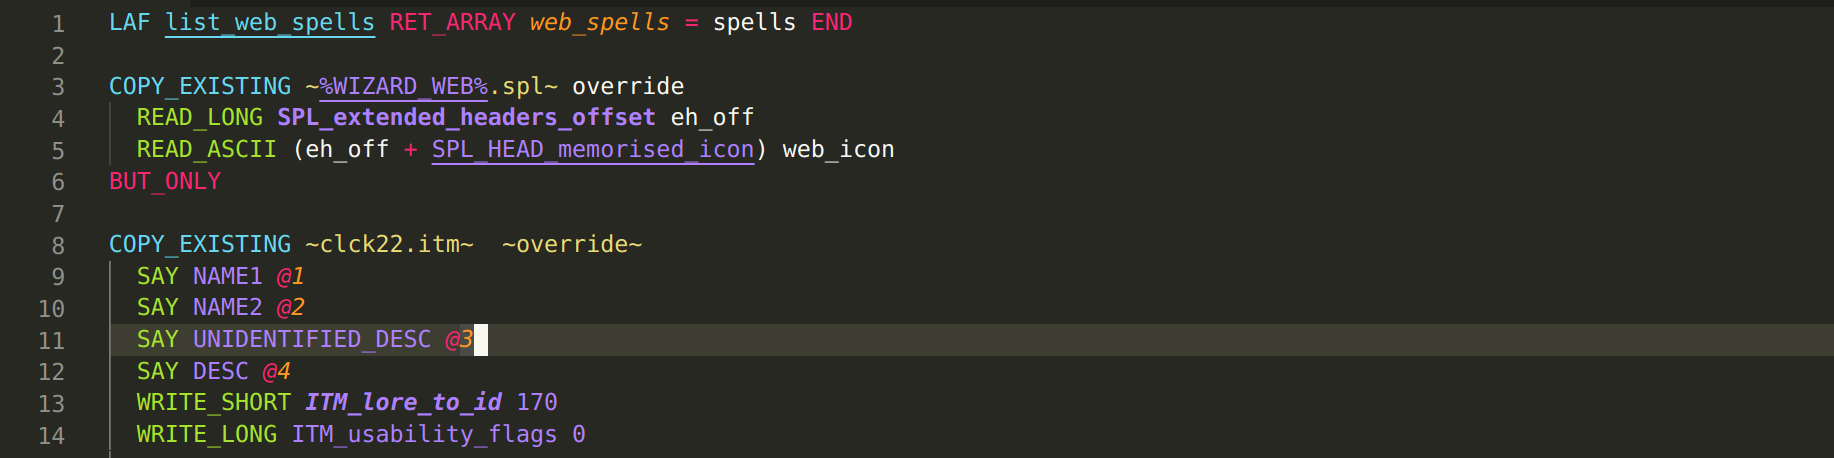 1 LAF list_web_spells RET_ARRAY web_spells = spells END
2
3 COPY_EXISTING ~%WIZARD_WEB%.spl~ override
4 READ_LONG SPL_extended_headers_offset eh_off
5 READ_ASCII (eh_off + SPL_HEAD_memorised_icon) web_icon
6 BUT_ONLY
7
8 COPY_EXISTING ~clck22.itm~  ~override~
9 SAY NAME1 @1
10 SAY NAME2 @2
11 SAY UNIDENTIFIED_DESC @3
12 SAY DESC @4
13 WRITE_SHORT ITM_lore_to_id 170
14 WRITE_LONG ITM_usability_flags 0